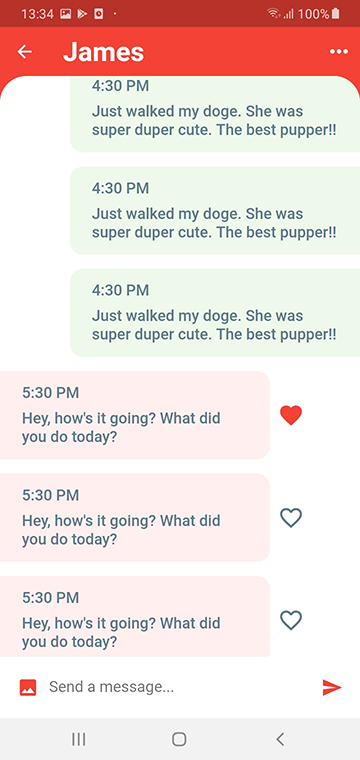 13:34
100%
James
4:30 PM
Just walked my doge. She was
super duper cute. The best pupper!!
4:30 PM
Just walked my doge. She was
super duper cute. The best pupper!!
4:30 PM
Just walked my doge. She was
super duper cute. The best pupper!!
5:30 PM
Hey, how's it going? What did
you do today?
5:30 PM
Hey, how's it going? What did
you do today?
5:30 PM
Hey, how's it going? What did
you do today?
Send a message...